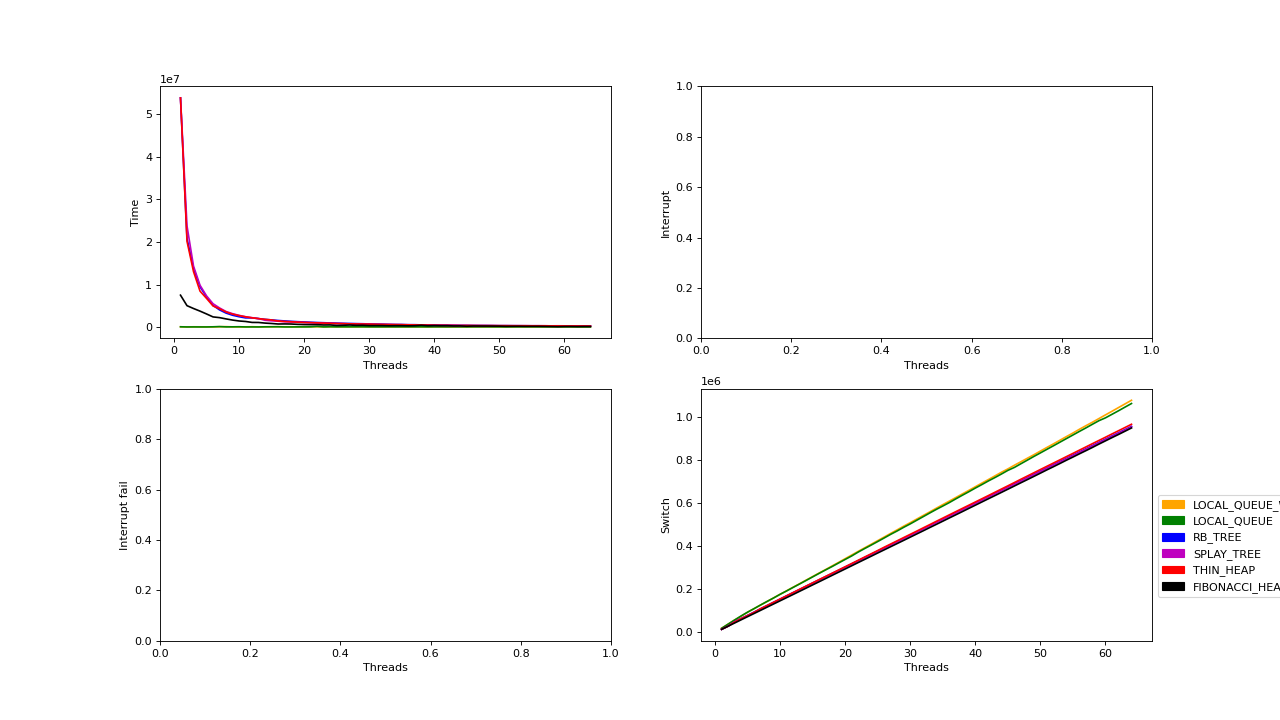 1e7
5
4
3
2
1
0
Time
0 10 20 30 40 50 60
Threads
1.0
0.8
0.6
0.4
0.2
0.0
Interrupt
0.0 0.2 0.4 0.6 0.8 1.0
Threads
1.0
0.8
0.6
0.4
0.2
0.0
Interrupt fail
0.0 0.2 0.4 0.6 0.8 1.0
Threads
1e6
1.0
0.8
0.6
0.4
0.2
0.0
Switch
0 10 20 30 40 50 60
Threads
LOCAL_QUEUE_
LOCAL_QUEUE
RB_TREE
SPLAY_TREE
THIN_HEAP
FIBONACCI_HEA